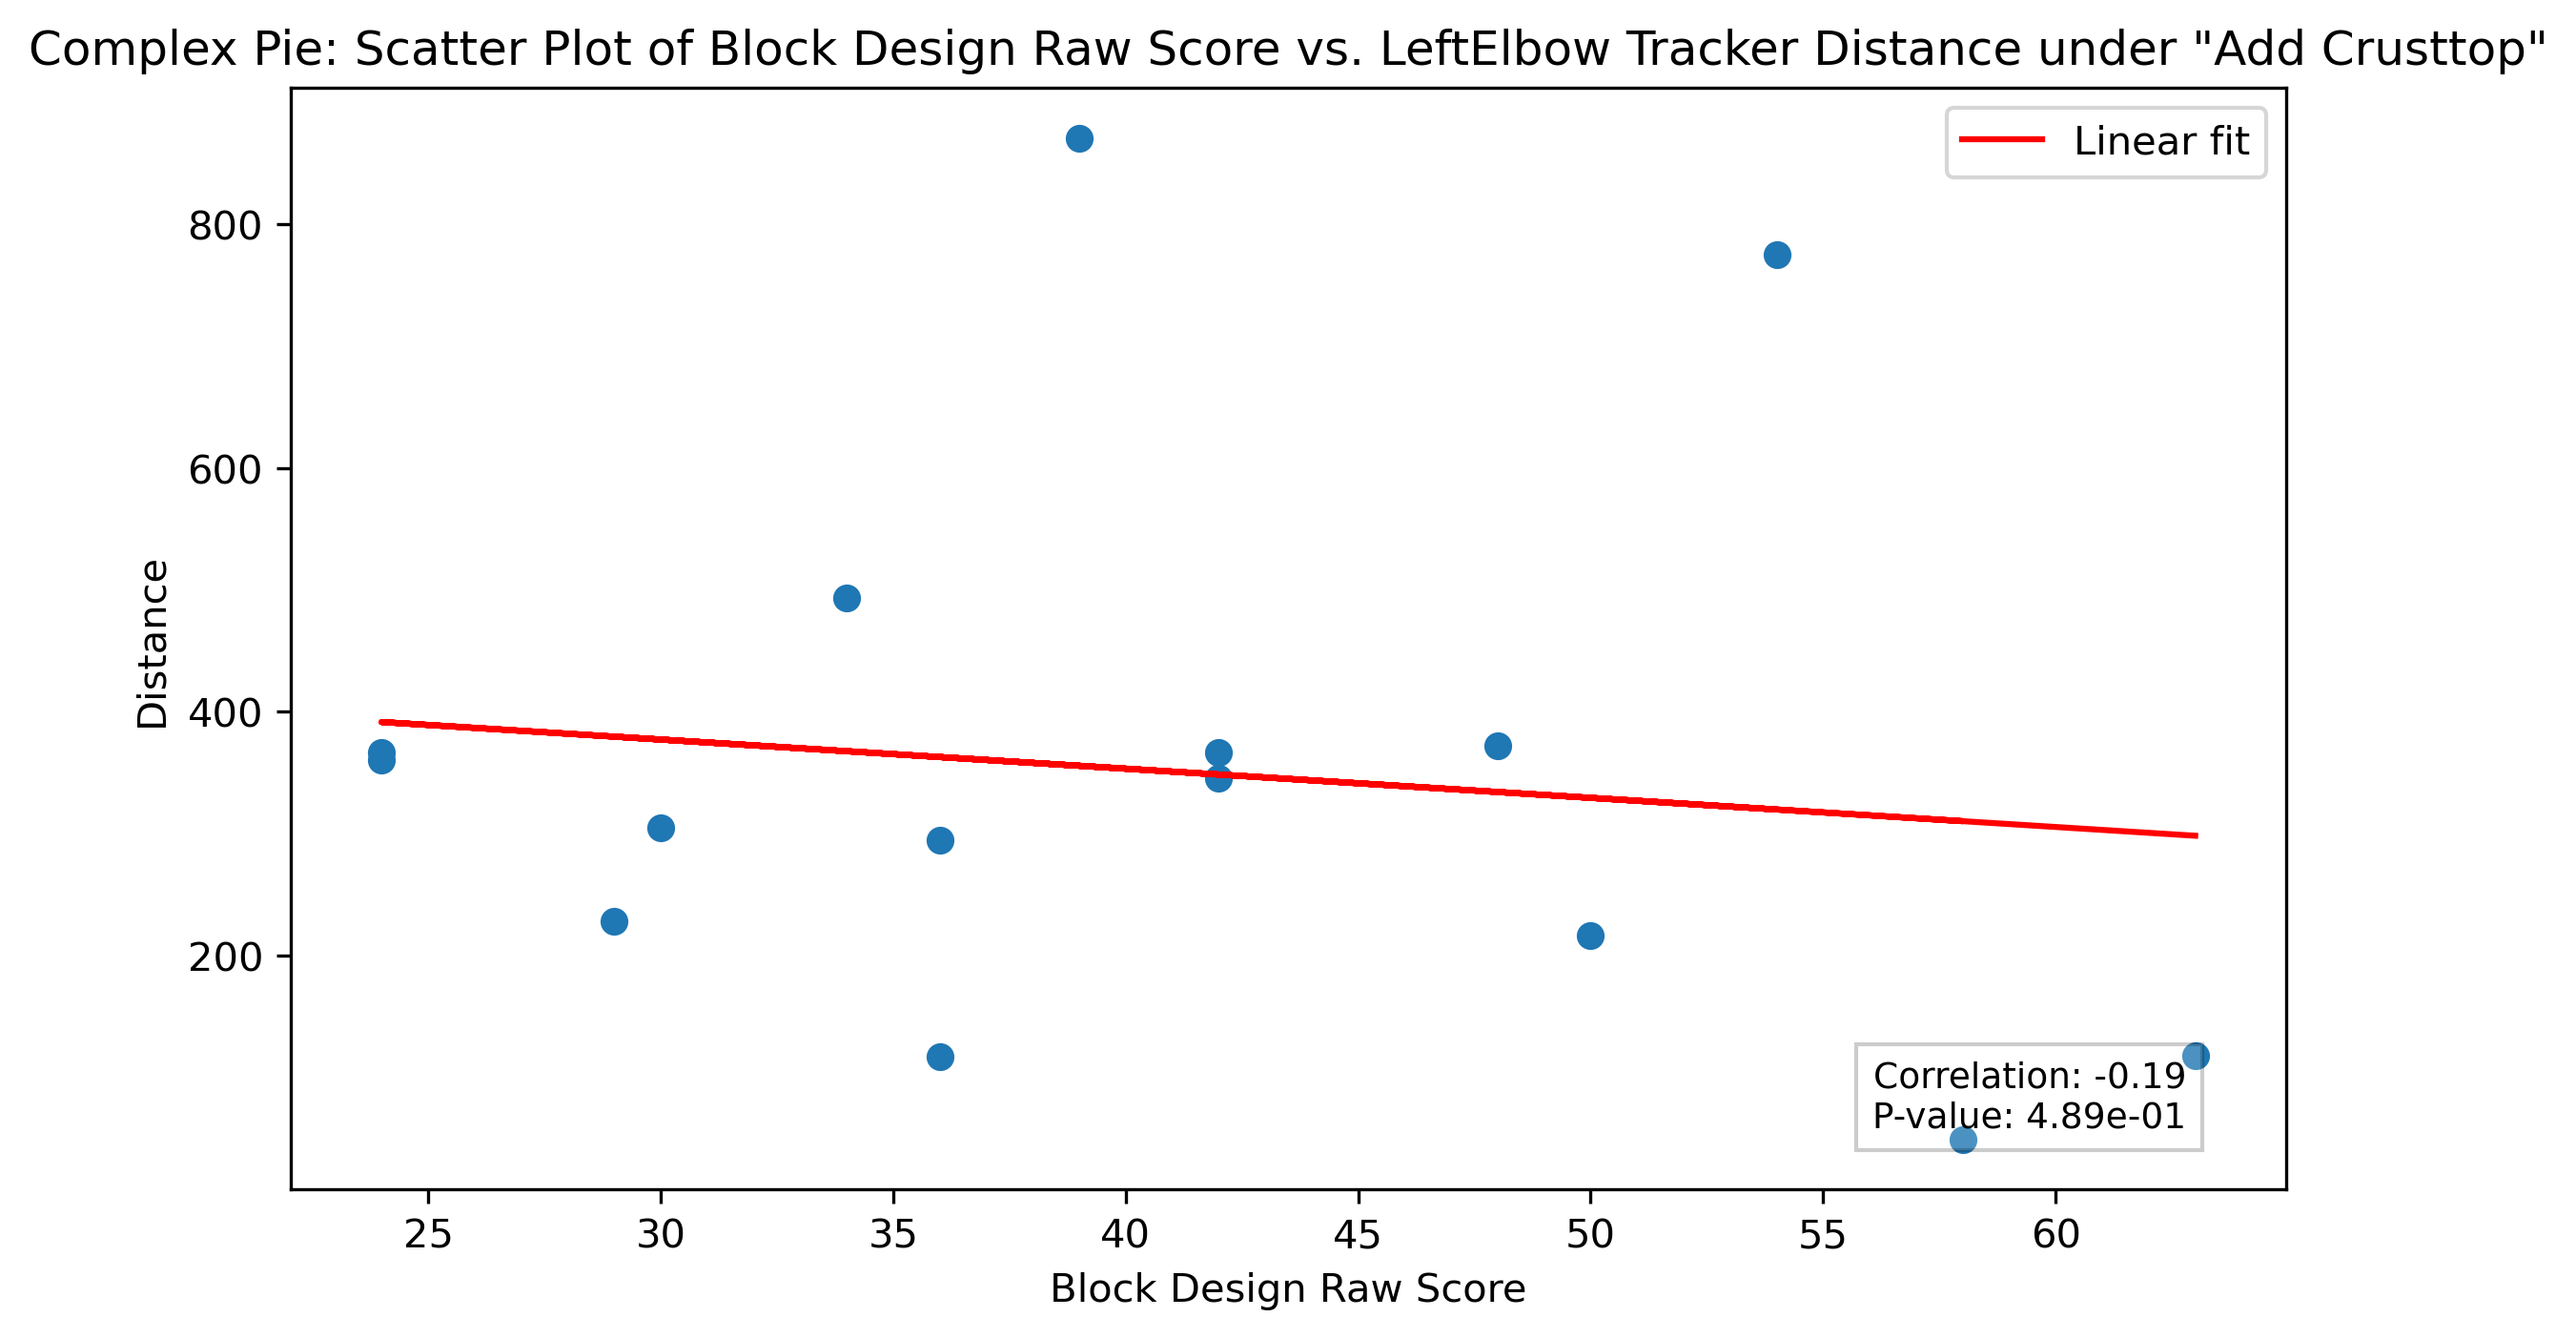 Complex Pie: Scatter Plot of Block Design Raw Score vs. LeftElbow Tracker Distance under "Add Crusttop"
Linear fit
800
600
400
200
Distance
Correlation: -0.19
P-value: 4.89e-01
25 30 35 40 45 50 55 60
Block Design Raw Score